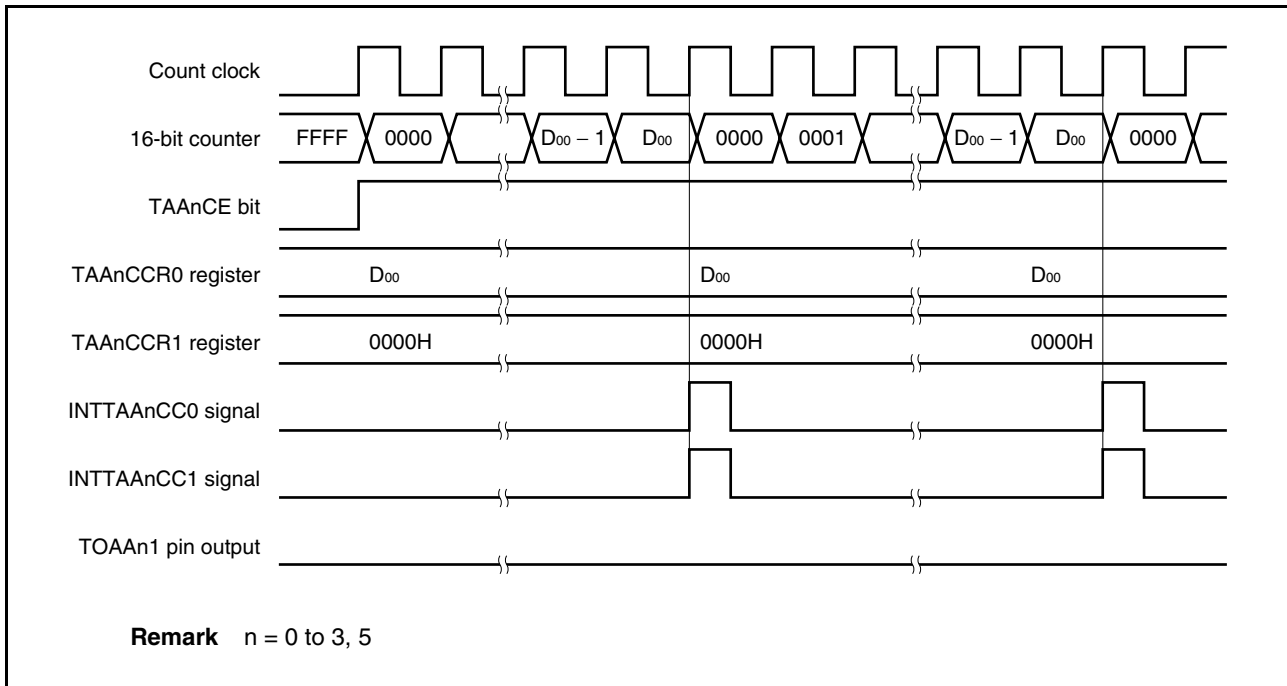 Count clock
16-bit counter FFFF 0000 D00 − 1 D00 0000 0001 D00 − 1 D00 0000
TAAnCE bit
TAAnCCR0 register D00 D00 D00
TAAnCCR1 register 0000H 0000H 0000H
INTTAAnCC0 signal
INTTAAnCC1 signal
TOAAn1 pin output
Remark n = 0 to 3, 5